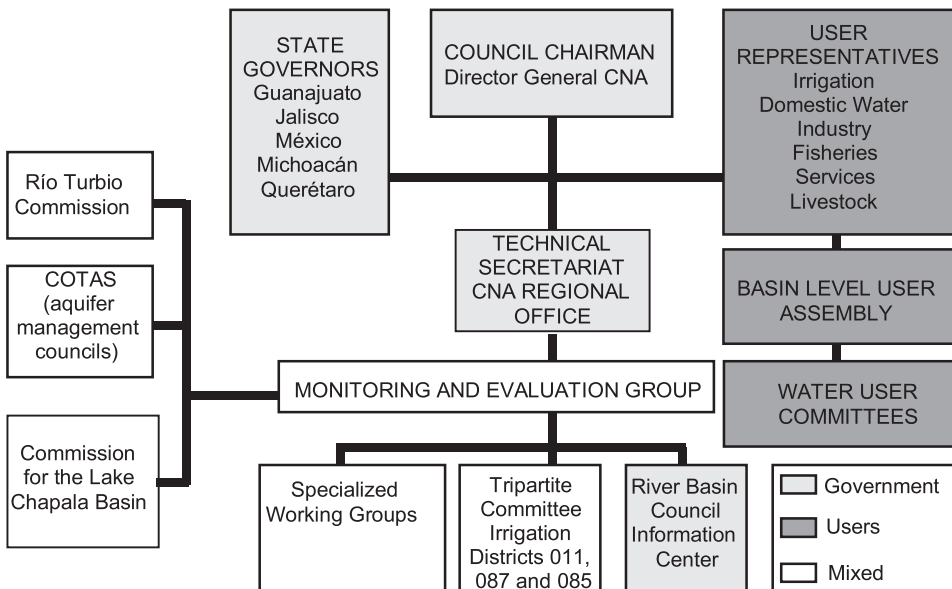 STATE
GOVERNORS
Guanajuato
Jalisco
México
Michoacán
Querétaro
COUNCIL CHAIRMAN
Director General CNA
USER
REPRESENTATIVES
Irrigation
Domestic Water
Industry
Fisheries
Services
Livestock
Río Turbio
Commission
COTAS
(aquifer
management
councils)
Commission
for the Lake
Chapala Basin
TECHNICAL
SECRETARIAT
CNA REGIONAL
OFFICE
BASIN LEVEL USER
ASSEMBLY
MONITORING AND EVALUATION GROUP
WATER USER
COMMITTEES
Specialized
Working Groups
Tripartite
Committee
Irrigation
Districts 011,
087 and 085
River Basin
Council
Information
Center
Government
Users
Mixed